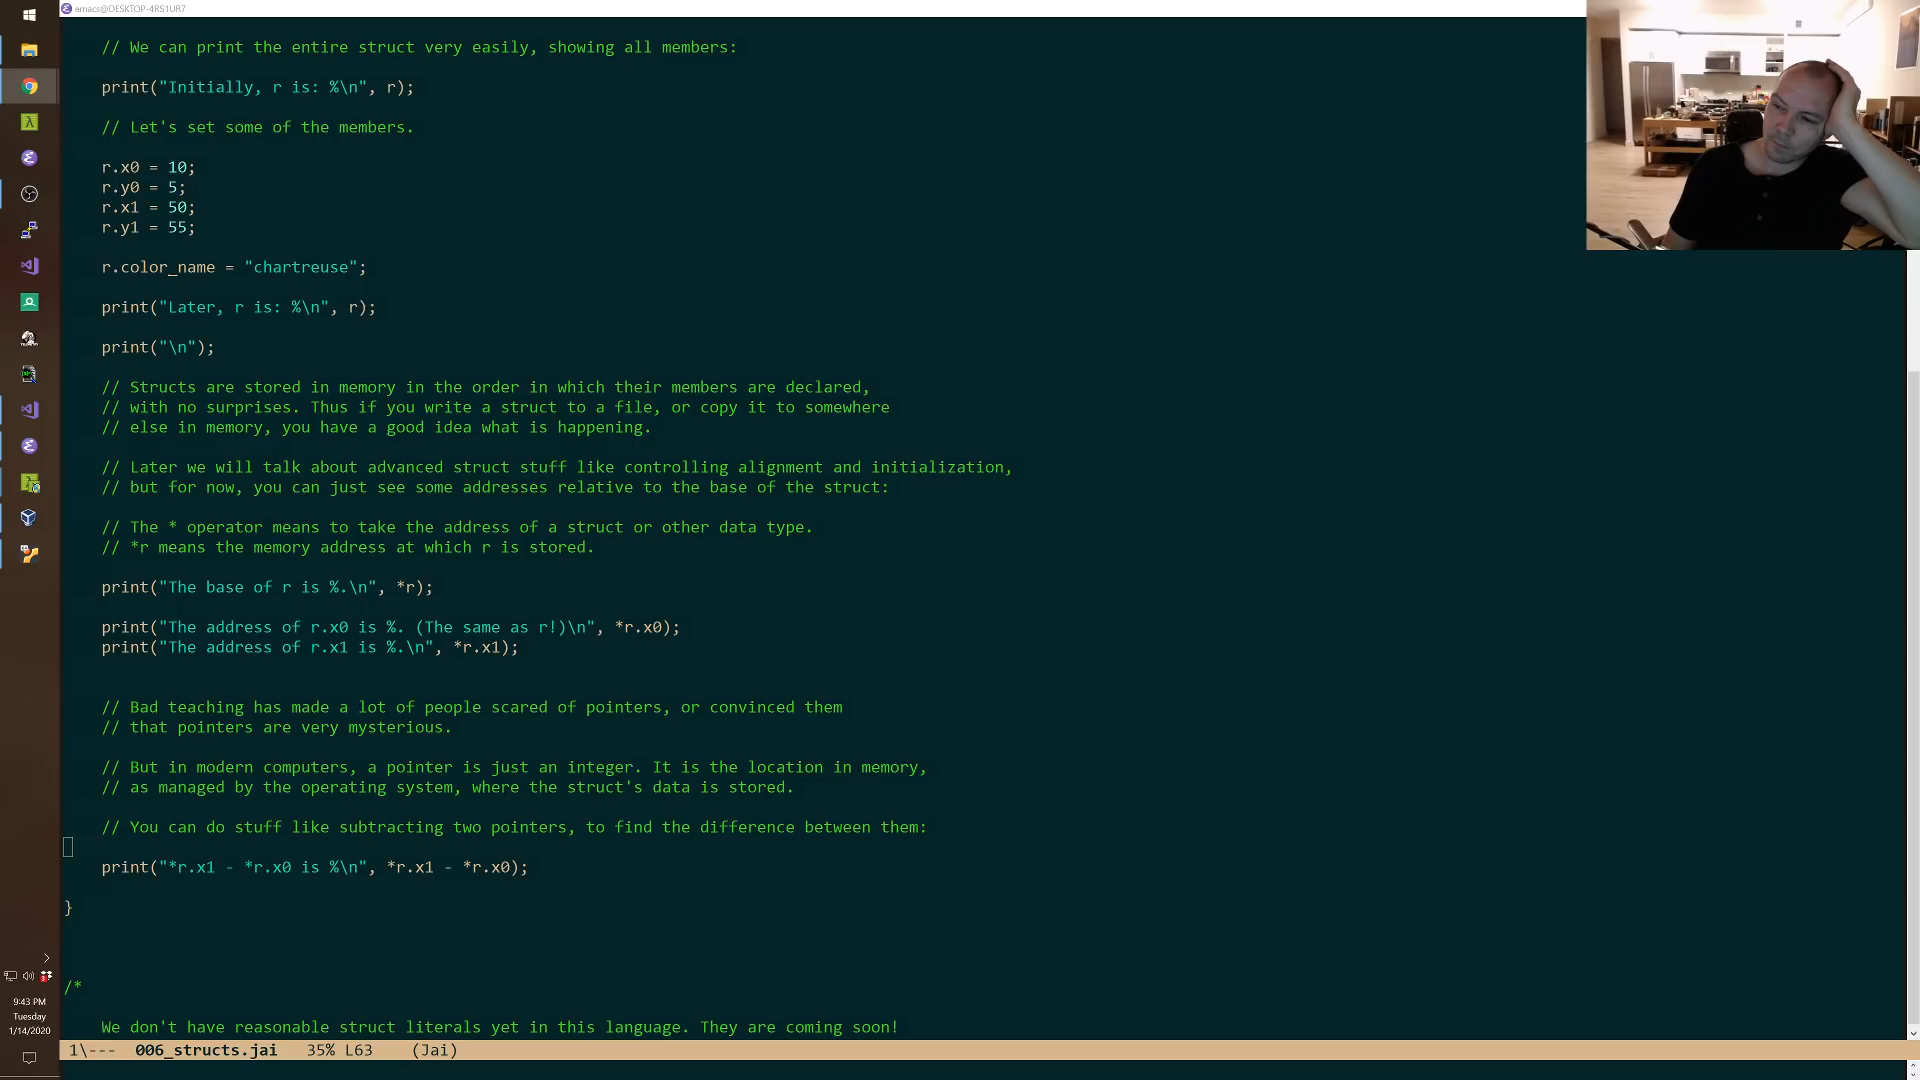 emacs@DESKTOP-4RS1UR7
// We can print the entire struct very easily, showing all members:
print("Initially, r is: %\n", r);
// Let's set some of the members.
r.x0 = 10;
r.y0 = 5;
r.x1 = 50;
r.y1 = 55;
r.color_name = "chartreuse";
print("Later, r is: %\n", r);
print("\n");
// Structs are stored in memory in the order in which their members are declared,
// with no surprises. Thus if you write a struct to a file, or copy it to somewhere
// else in memory, you have a good idea what is happening.
// Later we will talk about advanced struct stuff like controlling alignment and initialization,
// but for now, you can just see some addresses relative to the base of the struct:
// The * operator means to take the address of a struct or other data type.
// *r means the memory address at which r is stored.
print("The base of r is %.\n", *r);
print("The address of r.x0 is %. (The same as r!)\n", *r.x0);
print("The address of r.x1 is %.\n", *r.x1);
// Bad teaching has made a lot of people scared of pointers, or convinced them
// that pointers are very mysterious.
// But in modern computers, a pointer is just an integer. It is the location in memory,
// as managed by the operating system, where the struct's data is stored.
// You can do stuff like subtracting two pointers, to find the difference between them:
print("*r.x1 - *r.x0 is %\n", *r.x1 - *r.x0);
}
/*
We don't have reasonable struct literals yet in this language. They are coming soon!
1\--- 006_structs.jai 35% L63 (Jai)
9:43 PM
Tuesday
1/14/2020